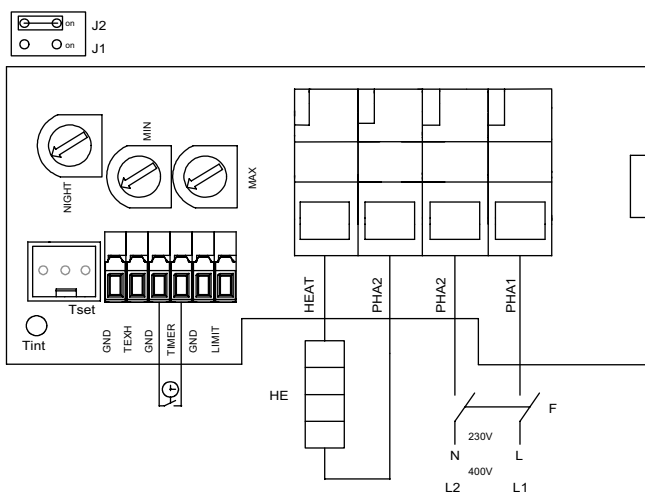 on J2
on J1
MIN
NIGHT
MAX
Tset
Tint
GND
TEXH
GND
TIMER
GND
LIMIT
HEAT
PHA2
PHA2
PHA1
HE
F
230V
N L
400V
L2 L1